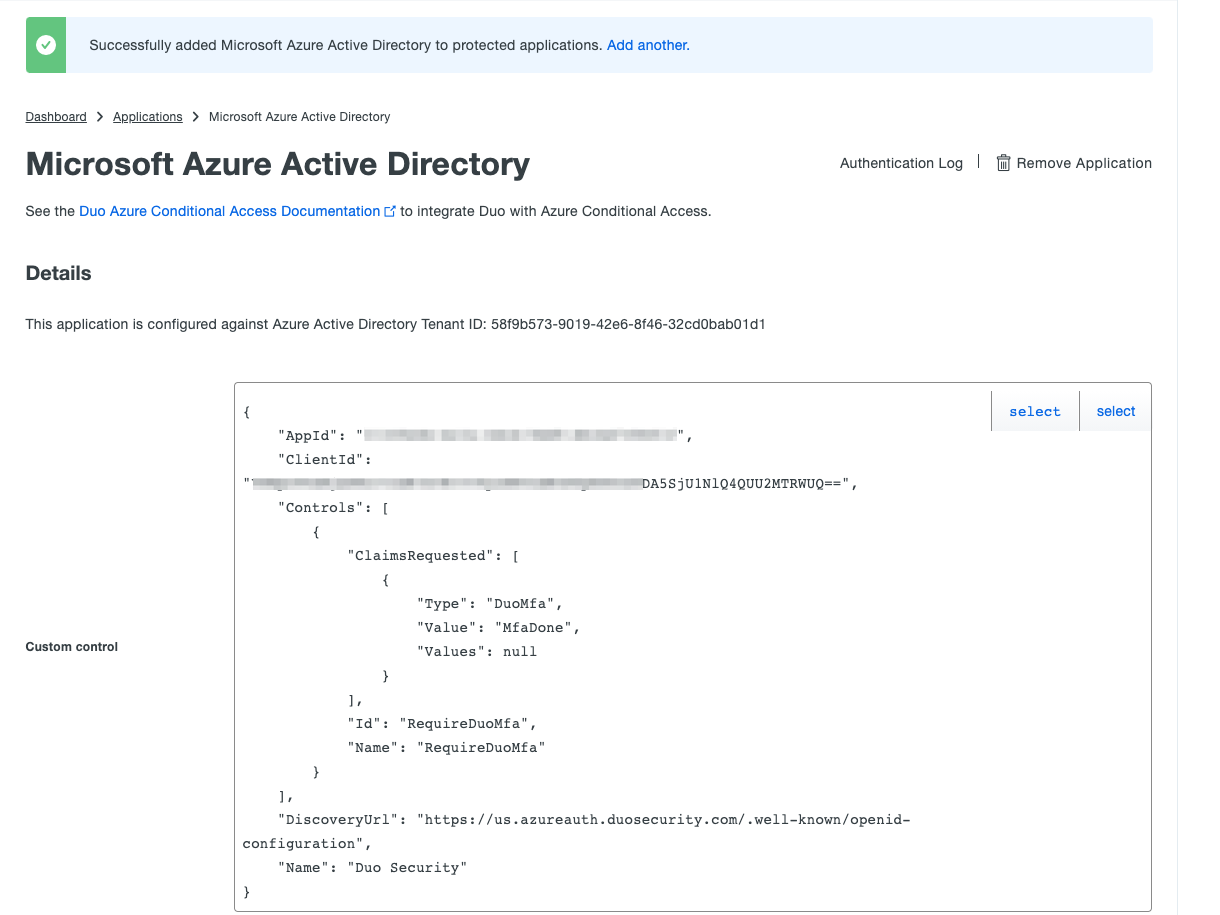 Successfully added Microsoft Azure Active Directory to protected applications. Add another.
Dashboard > Applications > Microsoft Azure Active Directory
Microsoft Azure Active Directory
Authentication Log | Remove Application
See the Duo Azure Conditional Access Documentation to integrate Duo with Azure Conditional Access.
Details
This application is configured against Azure Active Directory Tenant ID: 58f9b573-9019-42e6-8f46-32cd0bab01d1
Custom control
select select
{
"AppId": "",
"ClientId":
"DA5SjU1NlQ4QUU2MTRWUQ==",
"Controls": [
{
"ClaimsRequested": [
{
"Type": "DuoMfa",
"Value": "MfaDone",
"Values": null
}
],
"Id": "RequireDuoMfa",
"Name": "RequireDuoMfa"
}
],
"DiscoveryUrl": "https://us.azureauth.duosecurity.com/.well-known/openid-
configuration",
"Name": "Duo Security"
}